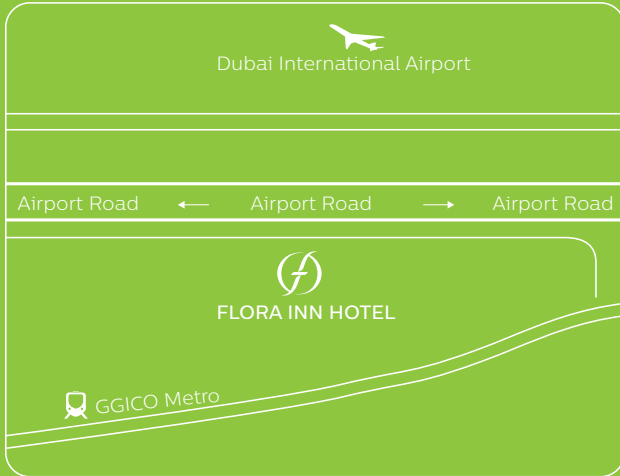 Dubai International Airport
Airport Road Airport Road Airport Road
FLORA INN HOTEL
GGICO Metro